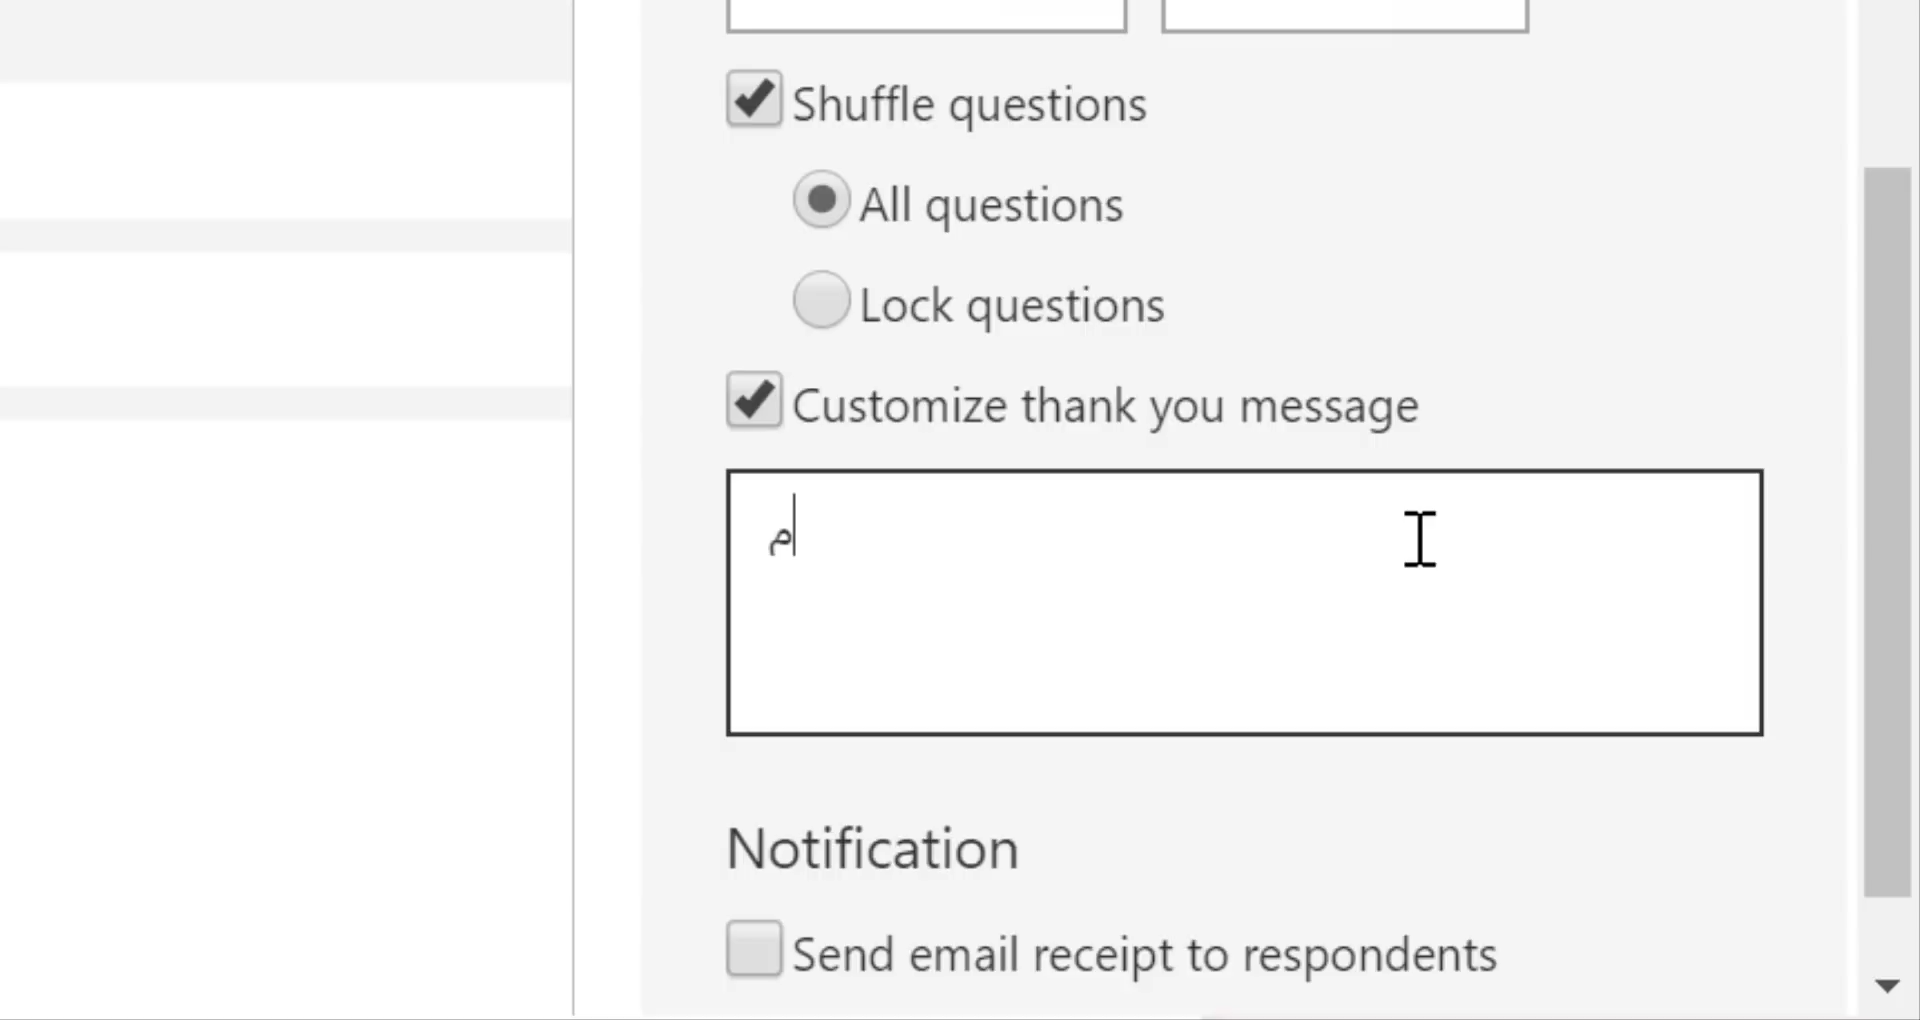 Shuffle questions
All questions
Lock questions
Customize thank you message
م
Notification
Send email receipt to respondents